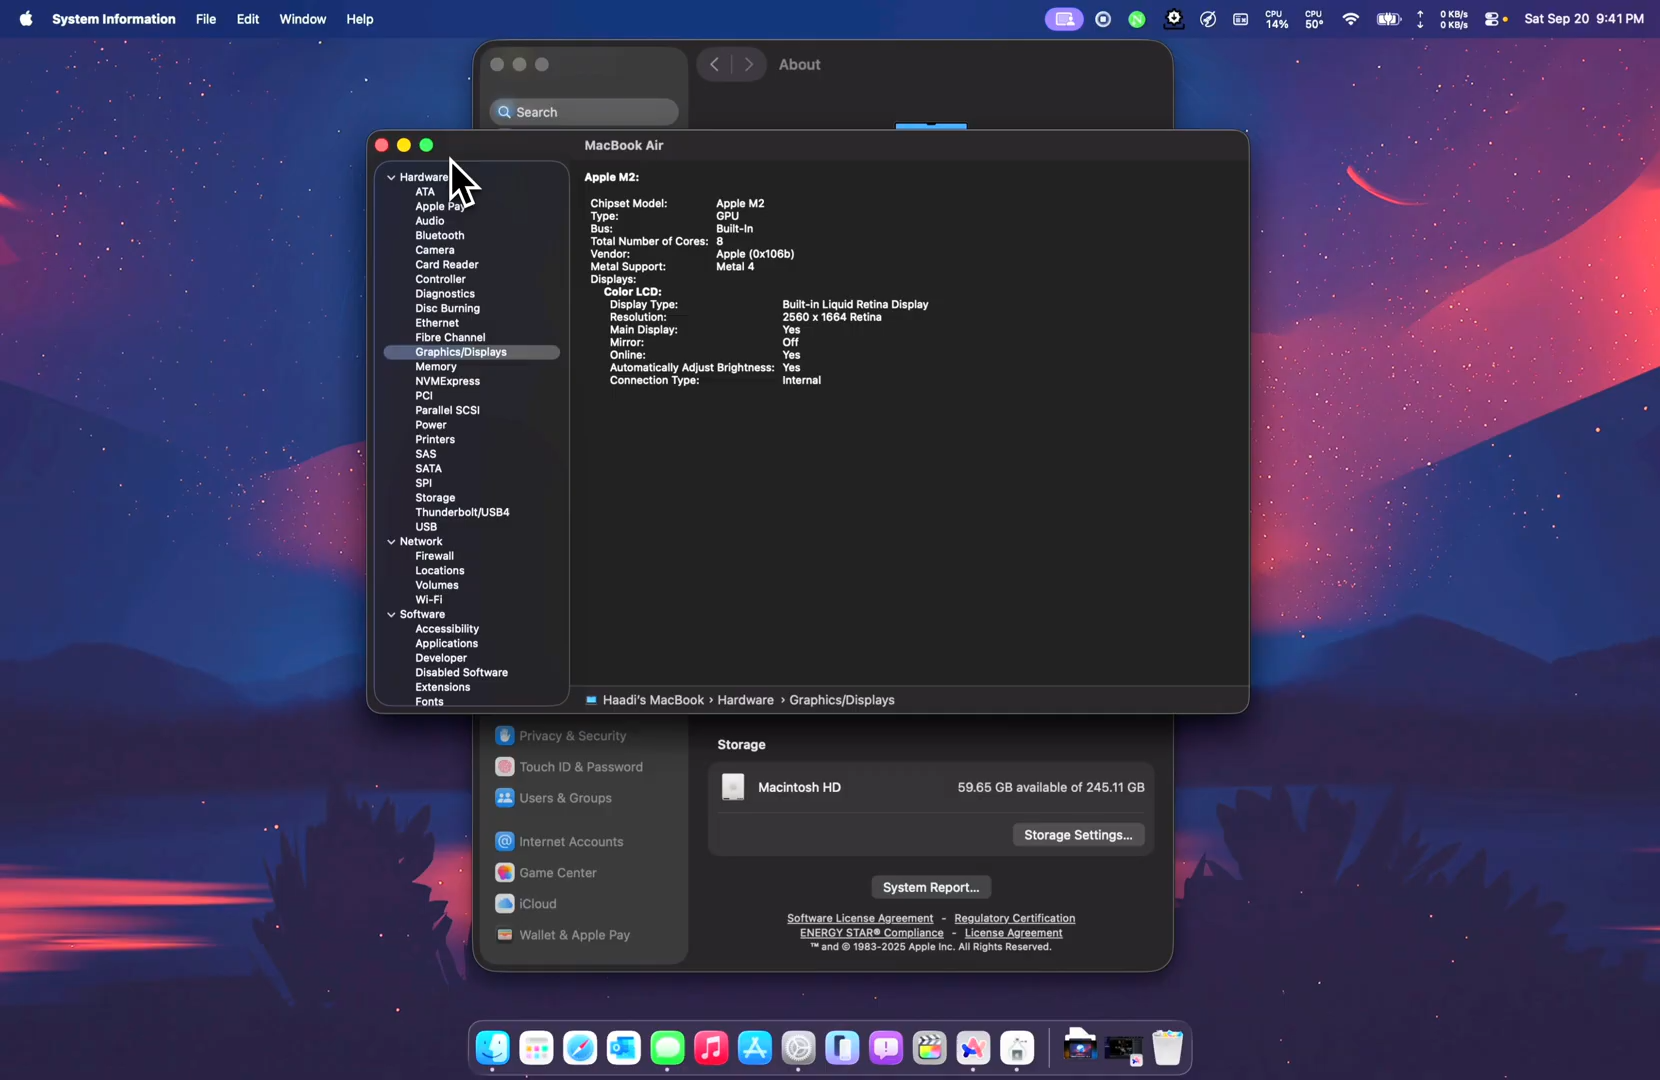 System Information File Edit Window Help
CPU 14% CPU 50° 0 KB/s 0 KB/s Sat Sep 20 9:41 PM
About
Search
MacBook Air
Hardware
ATA
Apple Pay
Audio
Bluetooth
Camera
Card Reader
Controller
Diagnostics
Disc Burning
Ethernet
Fibre Channel
Graphics/Displays
Memory
NVMExpress
PCI
Parallel SCSI
Power
Printers
SAS
SATA
SPI
Storage
Thunderbolt/USB4
USB
Network
Firewall
Locations
Volumes
Wi-Fi
Software
Accessibility
Applications
Developer
Disabled Software
Extensions
Fonts
Apple M2:
Chipset Model: Apple M2
Type: GPU
Bus: Built-In
Total Number of Cores: 8
Vendor: Apple (0x106b)
Metal Support: Metal 4
Displays:
Color LCD:
Display Type: Built-in Liquid Retina Display
Resolution: 2560 x 1664 Retina
Main Display: Yes
Mirror: Off
Online: Yes
Automatically Adjust Brightness: Yes
Connection Type: Internal
Haadi's MacBook › Hardware › Graphics/Displays
Privacy & Security
Touch ID & Password
Users & Groups
Internet Accounts
Game Center
iCloud
Wallet & Apple Pay
Storage
Macintosh HD 59.65 GB available of 245.11 GB
Storage Settings...
System Report...
Software License Agreement - Regulatory Certification
ENERGY STAR® Compliance - License Agreement
™ and © 1983-2025 Apple Inc. All Rights Reserved.